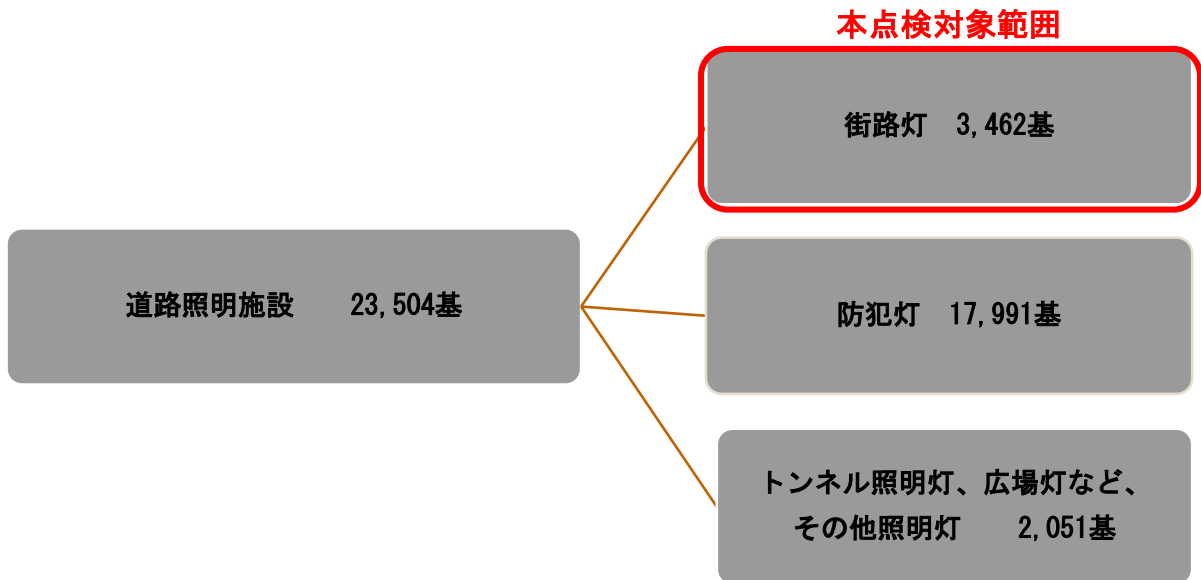 本点検対象範囲
街路灯　3,462基
道路照明施設　　23,504基
防犯灯　17,991基
トンネル照明灯、広場灯など、
その他照明灯　　2,051基